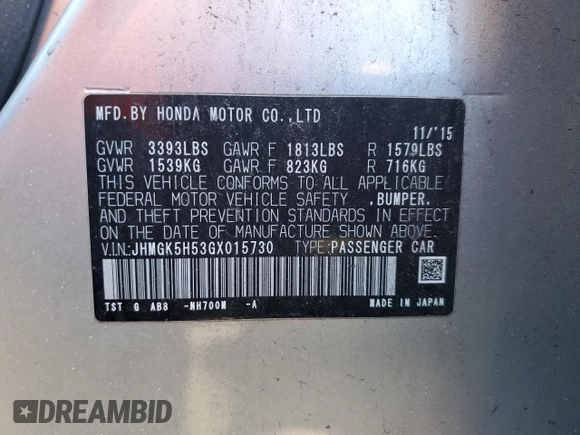 MFD.BY HONDA MOTOR CO.,LTD
11/'15
GVWR 3393LBS GAWR F 1813LBS R 1579LBS
GVWR 1539KG GAWR F 823KG R 716KG
THIS VEHICLE CONFORMS TO ALL APPLICABLE
FEDERAL MOTOR VEHICLE SAFETY ,BUMPER,
AND THEFT PREVENTION STANDARDS IN EFFECT
ON THE DATE OF MANUFACTURE SHOWN ABOVE.
V.IN.:JHMGK5H53GX015730 TYPE:PASSENGER CAR
TST G AB8 -NH700M -A MADE IN JAPAN
DREAMBID